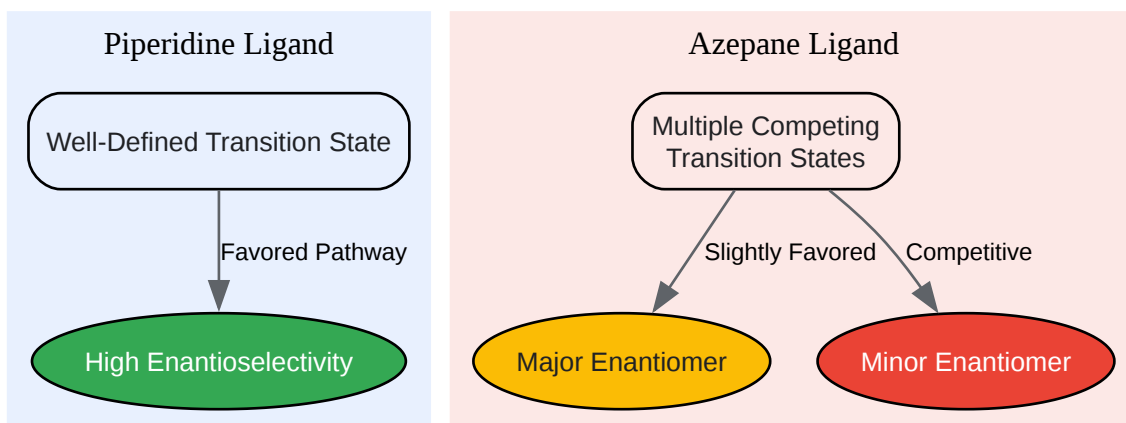 Piperidine Ligand
Well-Defined Transition State
Favored Pathway
High Enantioselectivity
Azepane Ligand
Multiple Competing
Transition States
Slightly Favored
Competitive
Major Enantiomer
Minor Enantiomer